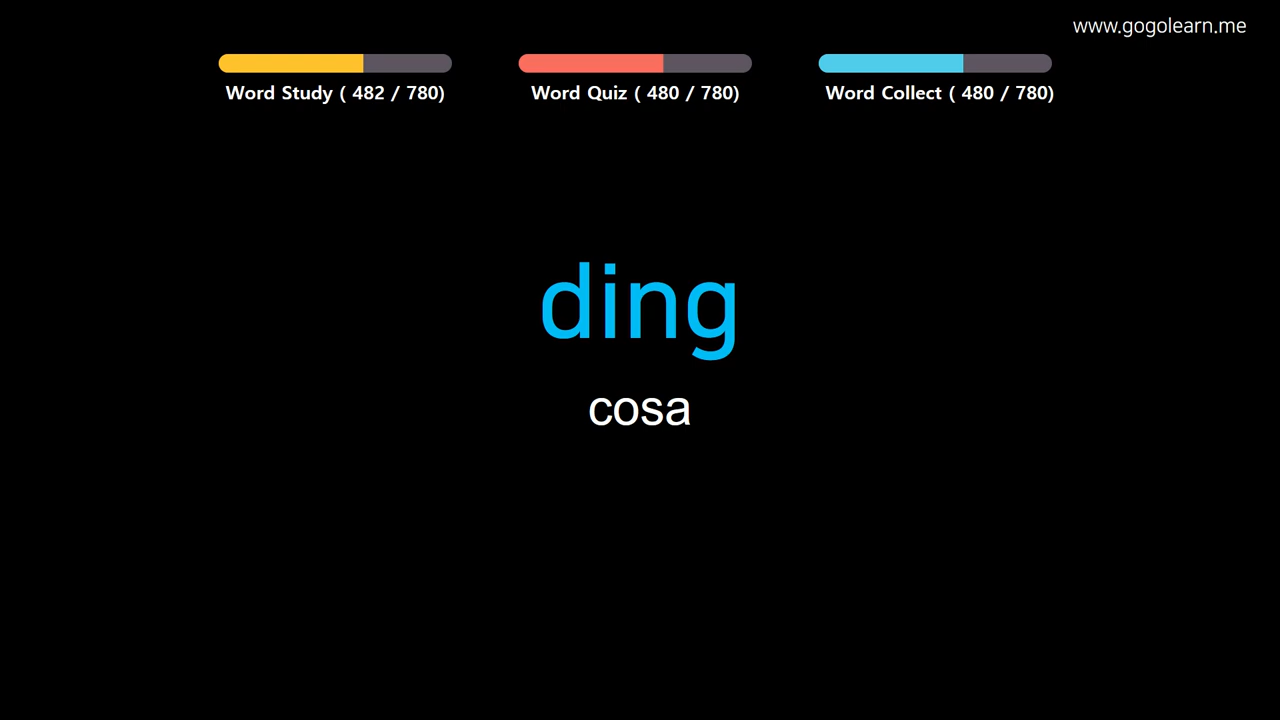 www.gogolearn.me
Word Study ( 482 / 780)
Word Quiz ( 480 / 780)
Word Collect ( 480 / 780)
ding
cosa